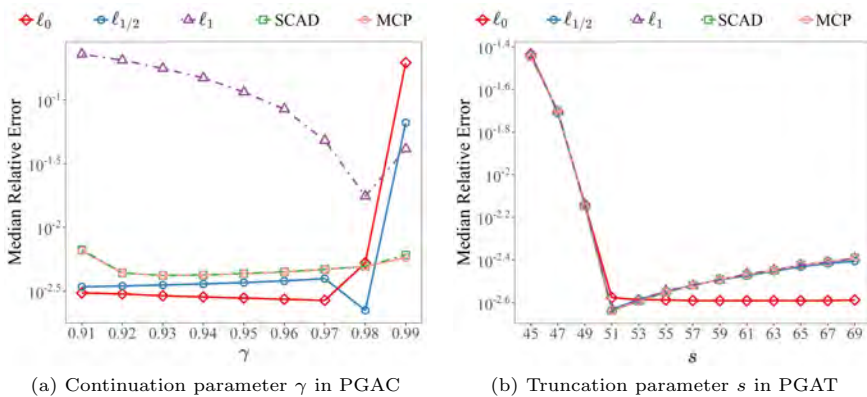 ℓ₀ ℓ₁/₂ ℓ₁ SCAD MCP
Median Relative Error
10^-1
10^-1.5
10^-2
10^-2.5
0.91 0.92 0.93 0.94 0.95 0.96 0.97 0.98 0.99
γ
(a) Continuation parameter γ in PGAC
ℓ₀ ℓ₁/₂ ℓ₁ SCAD MCP
Median Relative Error
10^-1.4
10^-1.6
10^-1.8
10^-2
10^-2.2
10^-2.4
10^-2.6
45 47 49 51 53 55 57 59 61 63 65 67 69
s
(b) Truncation parameter s in PGAT